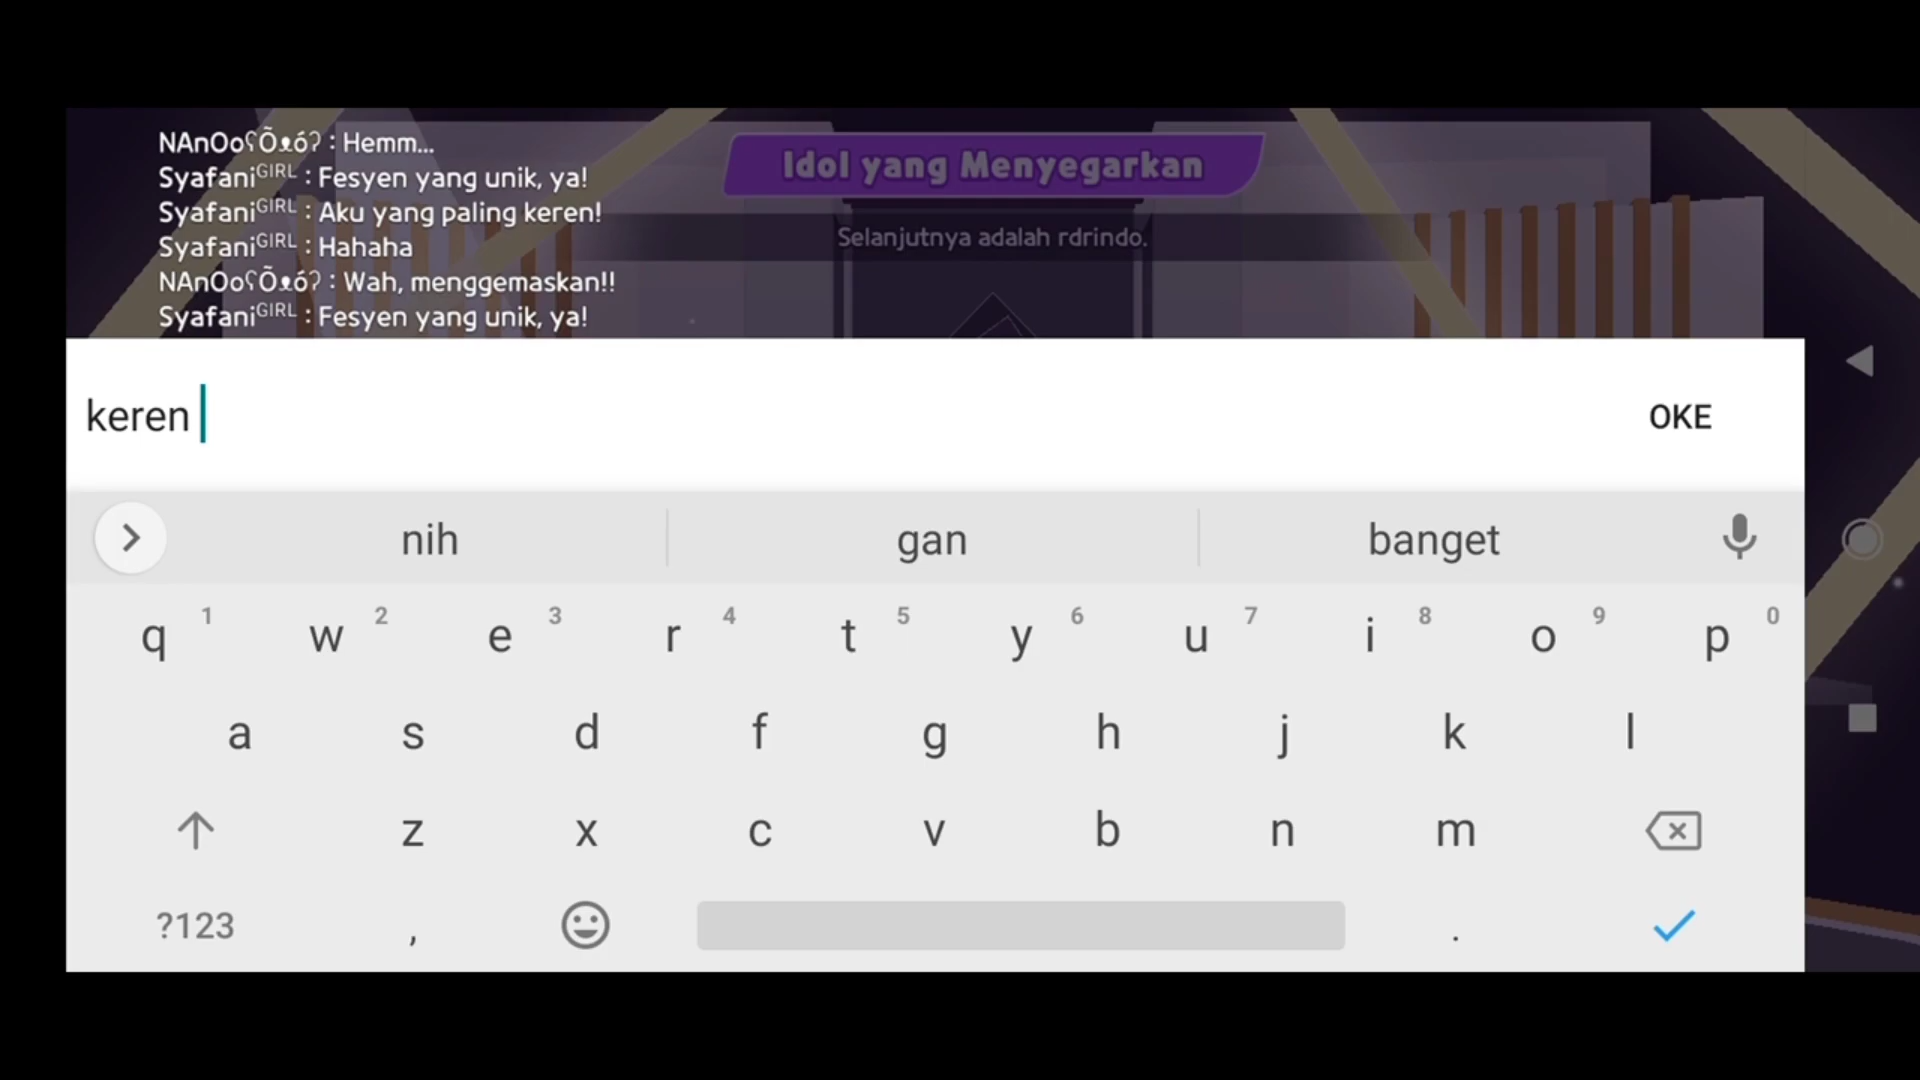 NAnOoʕÕᴥóʔ : Hemm...
Syafaniᴳᴵᴿᴸ : Fesyen yang unik, ya!
Syafaniᴳᴵᴿᴸ : Aku yang paling keren!
Syafaniᴳᴵᴿᴸ : Hahaha
NAnOoʕÕᴥóʔ : Wah, menggemaskan!!
Syafaniᴳᴵᴿᴸ : Fesyen yang unik, ya!
Idol yang Menyegarkan
Selanjutnya adalah rdrindo.
keren
OKE
nih gan banget
q 1 w 2 e 3 r 4 t 5 y 6 u 7 i 8 o 9 p 0
a s d f g h j k l
z x c v b n m
?123 , .